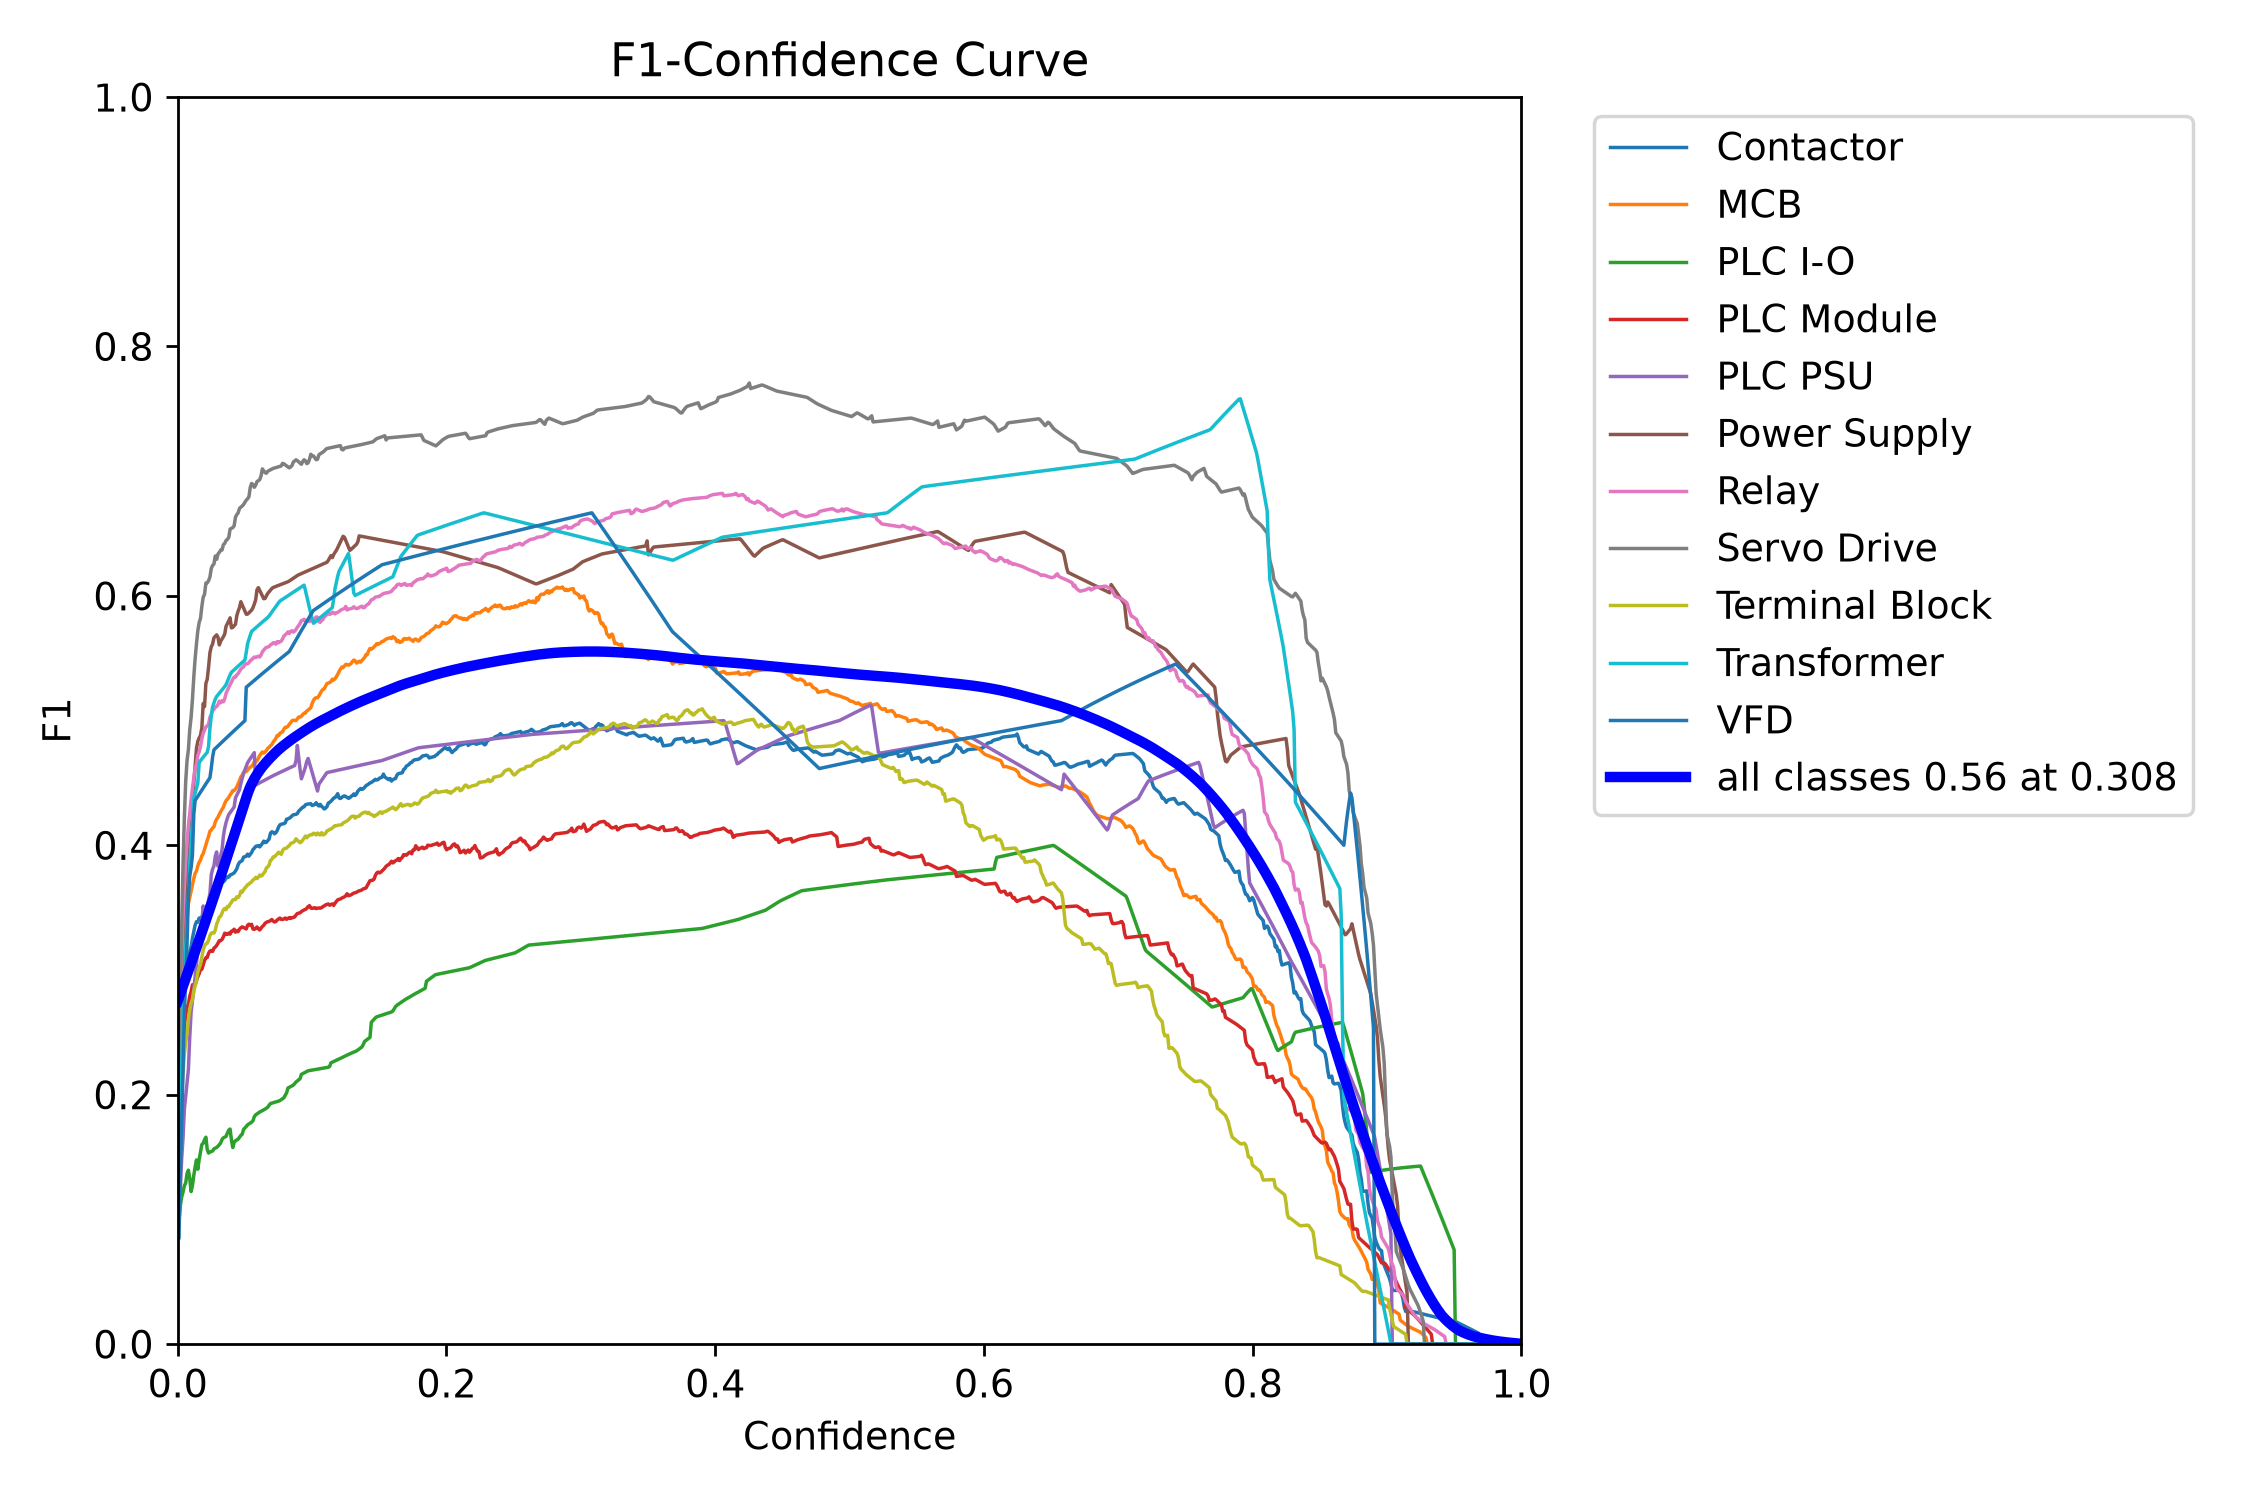 F1-Confidence Curve
1.0
0.8
0.6
0.4
0.2
0.0
F1
0.0 0.2 0.4 0.6 0.8 1.0
Confidence
Contactor
MCB
PLC I-O
PLC Module
PLC PSU
Power Supply
Relay
Servo Drive
Terminal Block
Transformer
VFD
all classes 0.56 at 0.308